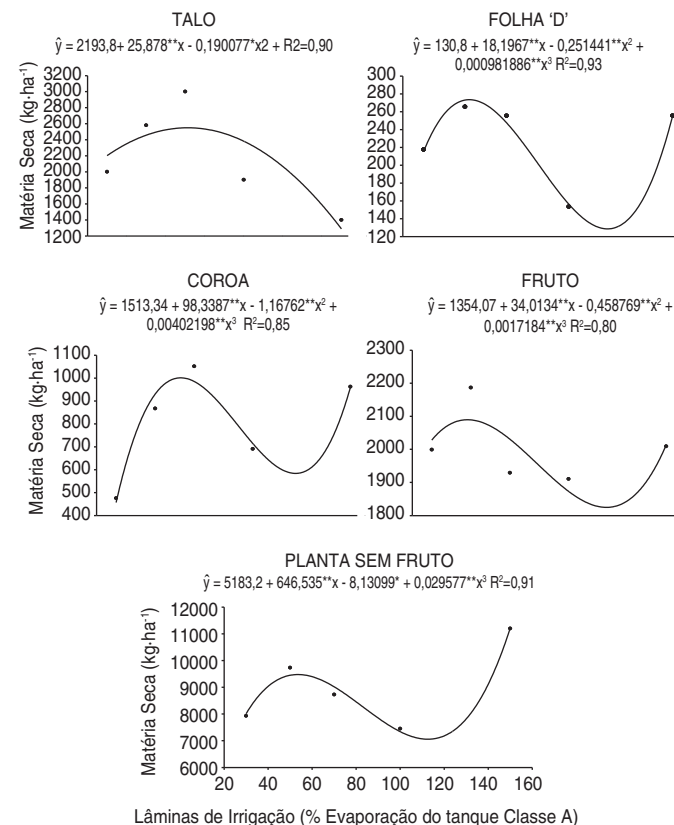 TALO
ŷ = 2193,8+ 25,878**x - 0,190077*x2 + R2=0,90
Matéria Seca (kg·ha⁻¹)
3200
3000
2800
2600
2400
2200
2000
1800
1600
1400
1200
FOLHA ‘D’
ŷ = 130,8 + 18,1967**x - 0,251441**x² +
0,000981886**x³ R²=0,93
300
280
260
240
220
200
180
160
140
120
COROA
ŷ = 1513,34 + 98,3387**x - 1,16762**x² +
0,00402198**x³ R²=0,85
Matéria Seca (kg·ha⁻¹)
1100
1000
900
800
700
600
500
400
FRUTO
ŷ = 1354,07 + 34,0134**x - 0,458769**x² +
0,0017184**x³ R²=0,80
2300
2200
2100
2000
1900
1800
PLANTA SEM FRUTO
ŷ = 5183,2 + 646,535**x - 8,13099* + 0,029577**x³ R²=0,91
Matéria Seca (kg·ha⁻¹)
12000
11000
10000
9000
8000
7000
6000
20 40 60 80 100 120 140 160
Lâminas de Irrigação (% Evaporação do tanque Classe A)